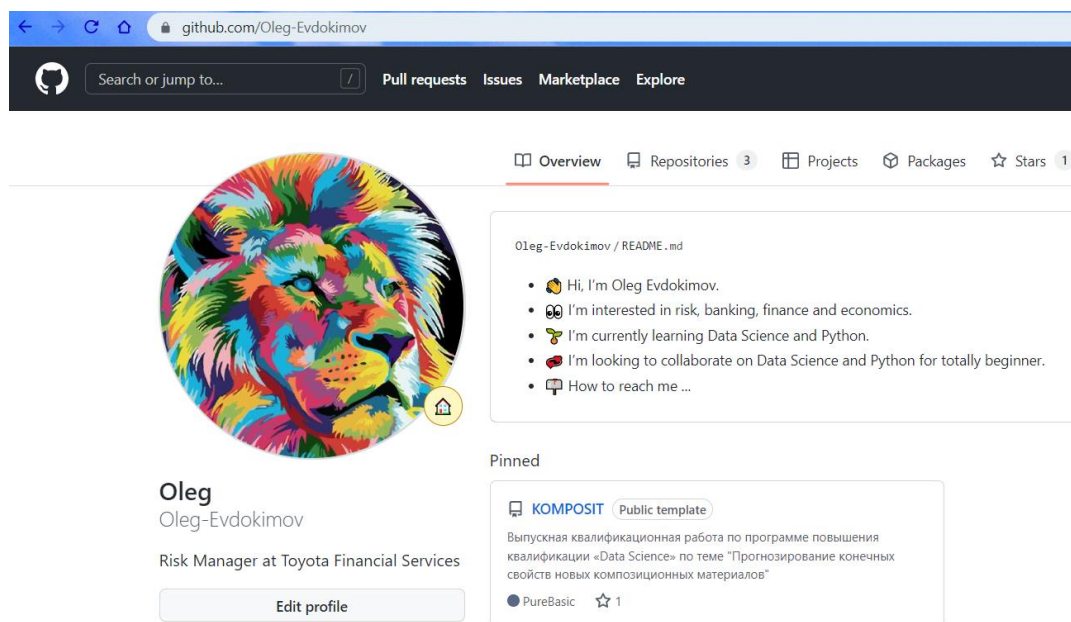 github.com/Oleg-Evdokimov
Search or jump to... /
Pull requests Issues Marketplace Explore
Overview Repositories 3 Projects Packages Stars 1
Oleg-Evdokimov / README.md
Hi, I'm Oleg Evdokimov.
I'm interested in risk, banking, finance and economics.
I'm currently learning Data Science and Python.
I'm looking to collaborate on Data Science and Python for totally beginner.
How to reach me ...
Oleg
Oleg-Evdokimov
Risk Manager at Toyota Financial Services
Edit profile
Pinned
KOMPOSIT Public template
Выпускная квалификационная работа по программе повышения
квалификации «Data Science» по теме "Прогнозирование конечных
свойств новых композиционных материалов"
PureBasic 1